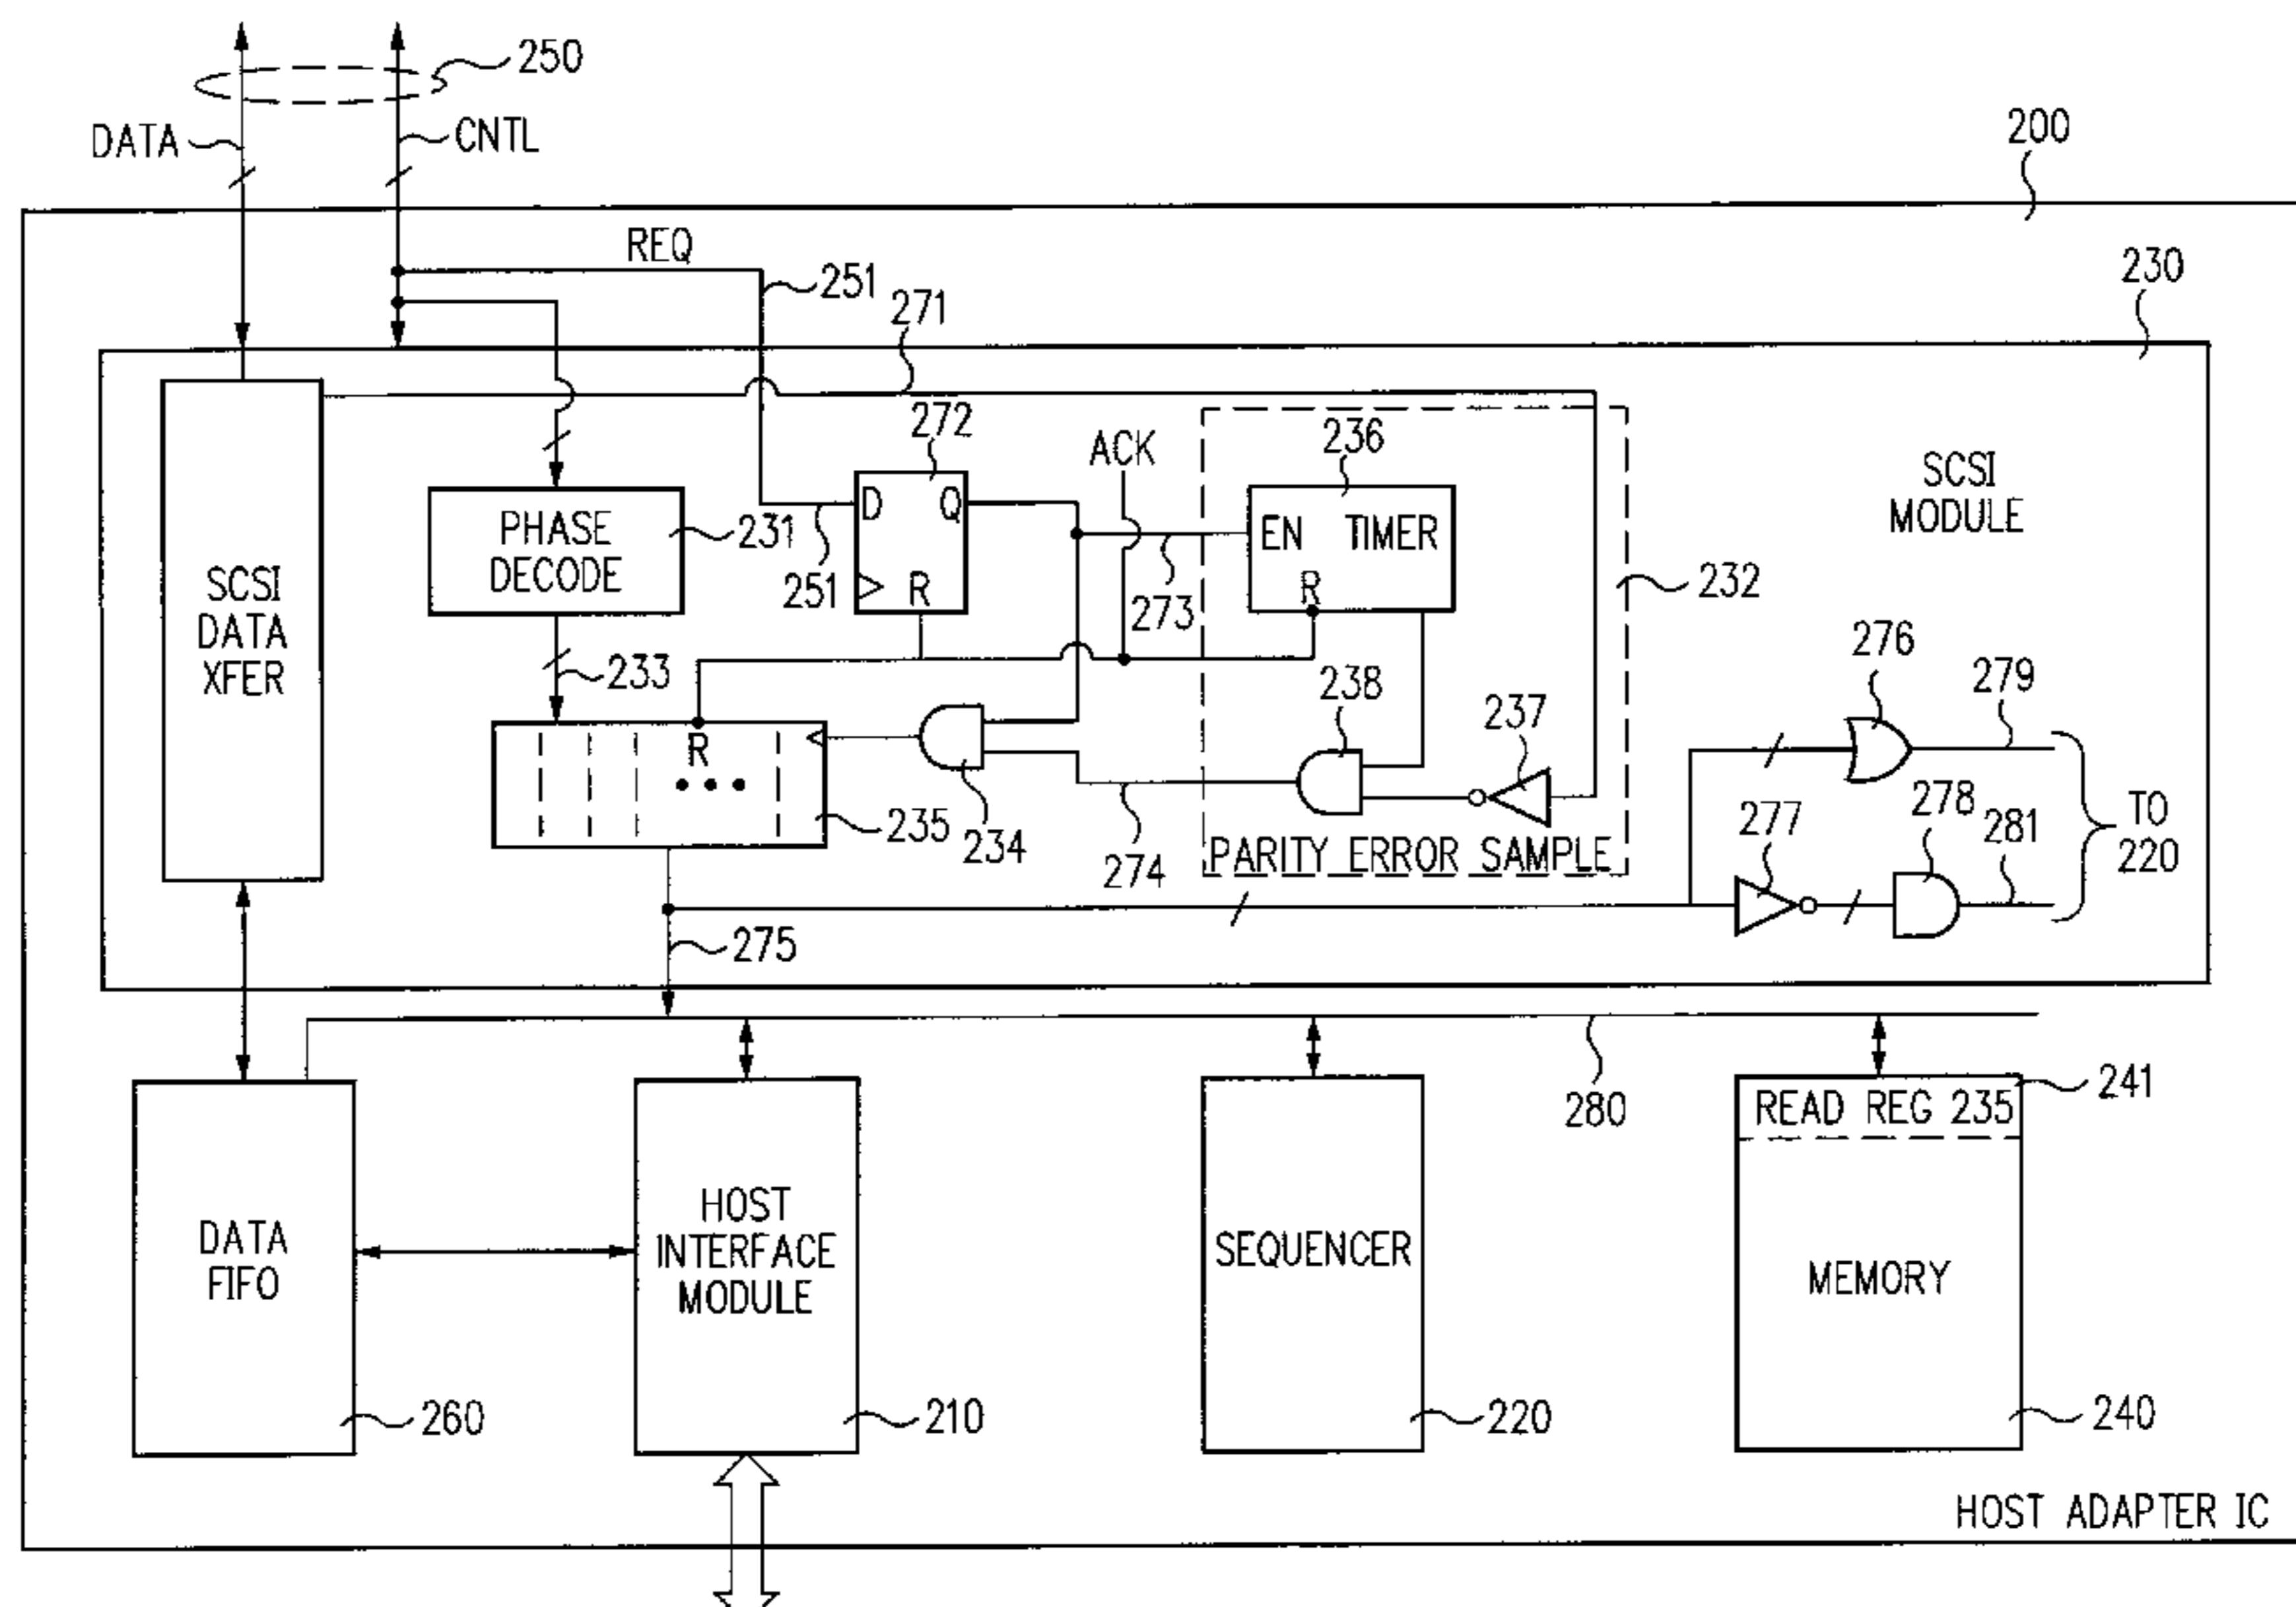 250
DATA
CNTL
200
REQ
251
271
230
272
ACK
236
SCSI
MODULE
D
Q
PHASE
DECODE
231
EN TIMER
R
R
251
273
232
SCSI
DATA
XFER
233
276
279
238
237
R
•••
235
234
274
PARITY ERROR SAMPLE
277
278
281
TO
220
275
280
READ REG 235
241
DATA
FIFO
HOST
INTERFACE
MODULE
SEQUENCER
MEMORY
260
210
220
240
HOST ADAPTER IC